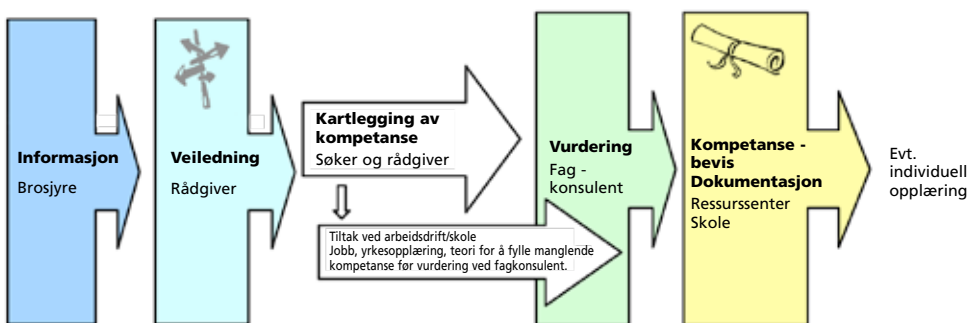 Informasjon
Brosjyre
Veiledning
Rådgiver
Kartlegging av
kompetanse
Søker og rådgiver
Tiltak ved arbeidsdrift/skole
Jobb, yrkesopplæring, teori for å fylle manglende
kompetanse før vurdering ved fagkonsulent.
Vurdering
Fag -
konsulent
Kompetanse -
bevis
Dokumentasjon
Ressurssenter
Skole
Evt.
individuell
opplæring